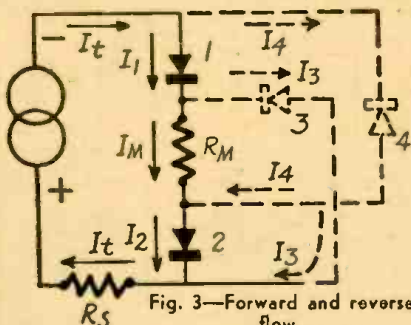 − It
I4
1
I1
I3
3
4
IM
RM
I4
+
It
I2
2
I3
RS
Fig. 3—Forward and reverse
flow